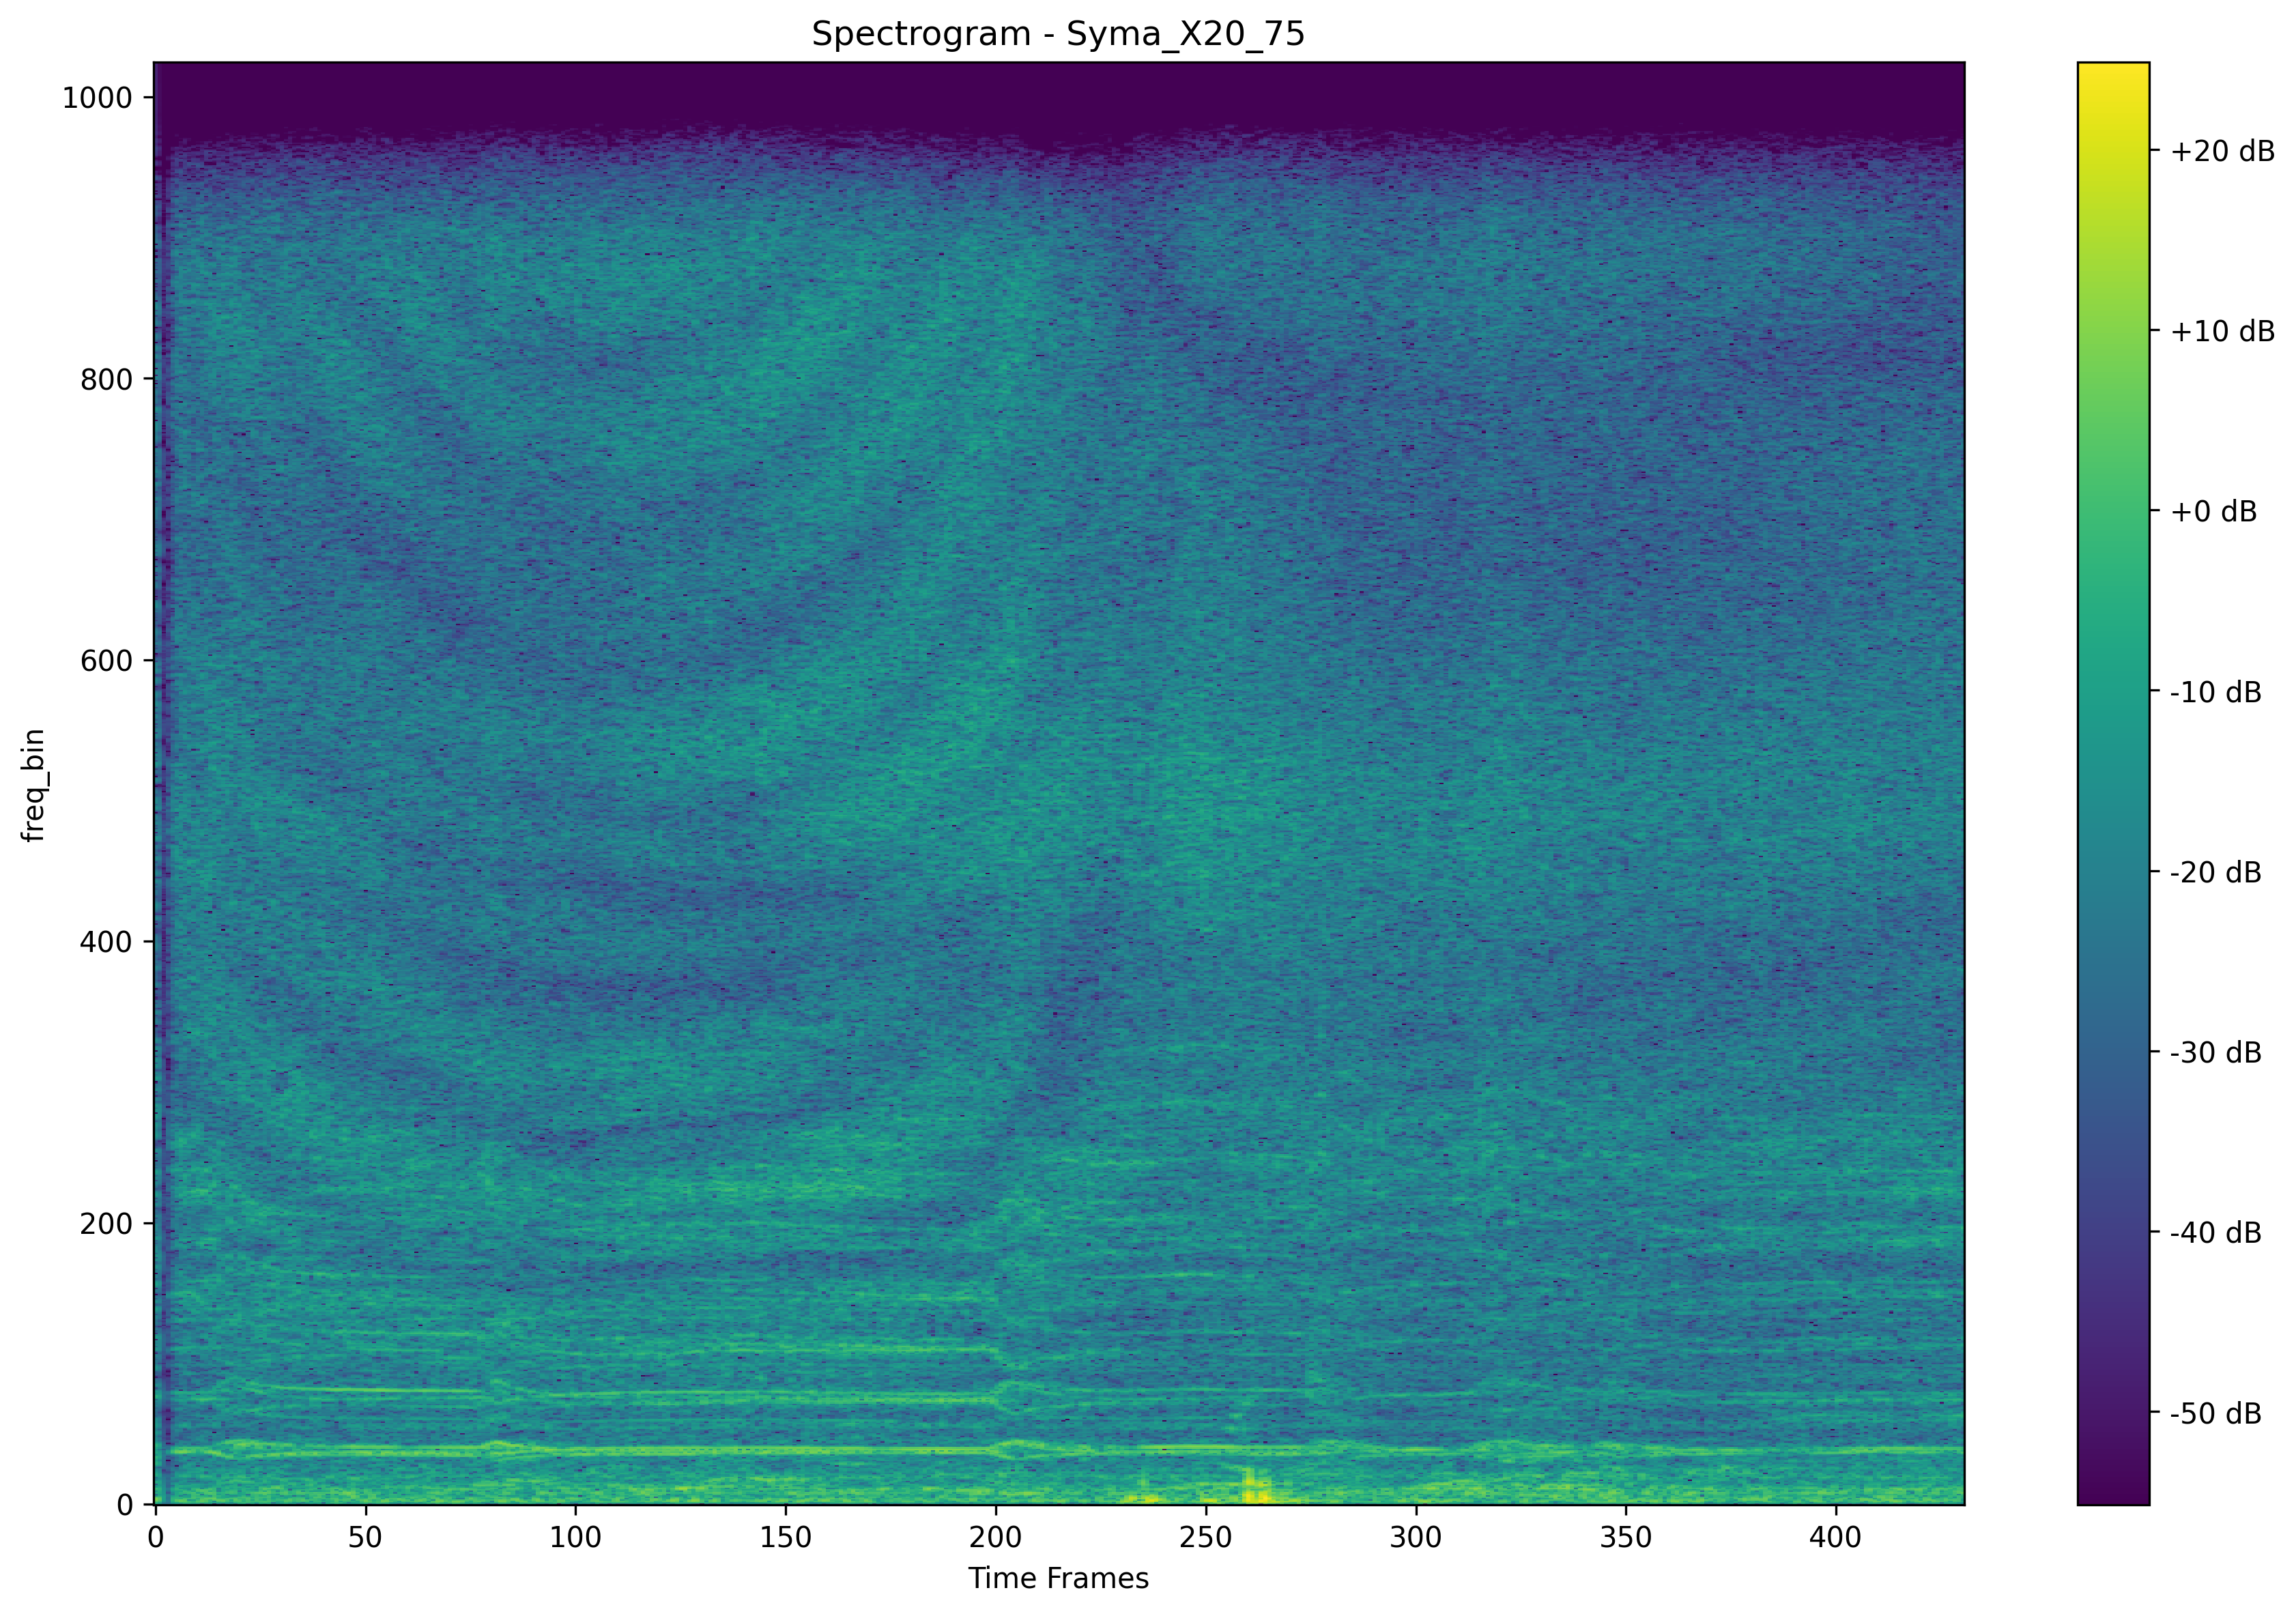 Spectrogram - Syma_X20_75
1000
800
600
400
200
0
freq_bin
0 50 100 150 200 250 300 350 400
Time Frames
+20 dB
+10 dB
+0 dB
-10 dB
-20 dB
-30 dB
-40 dB
-50 dB